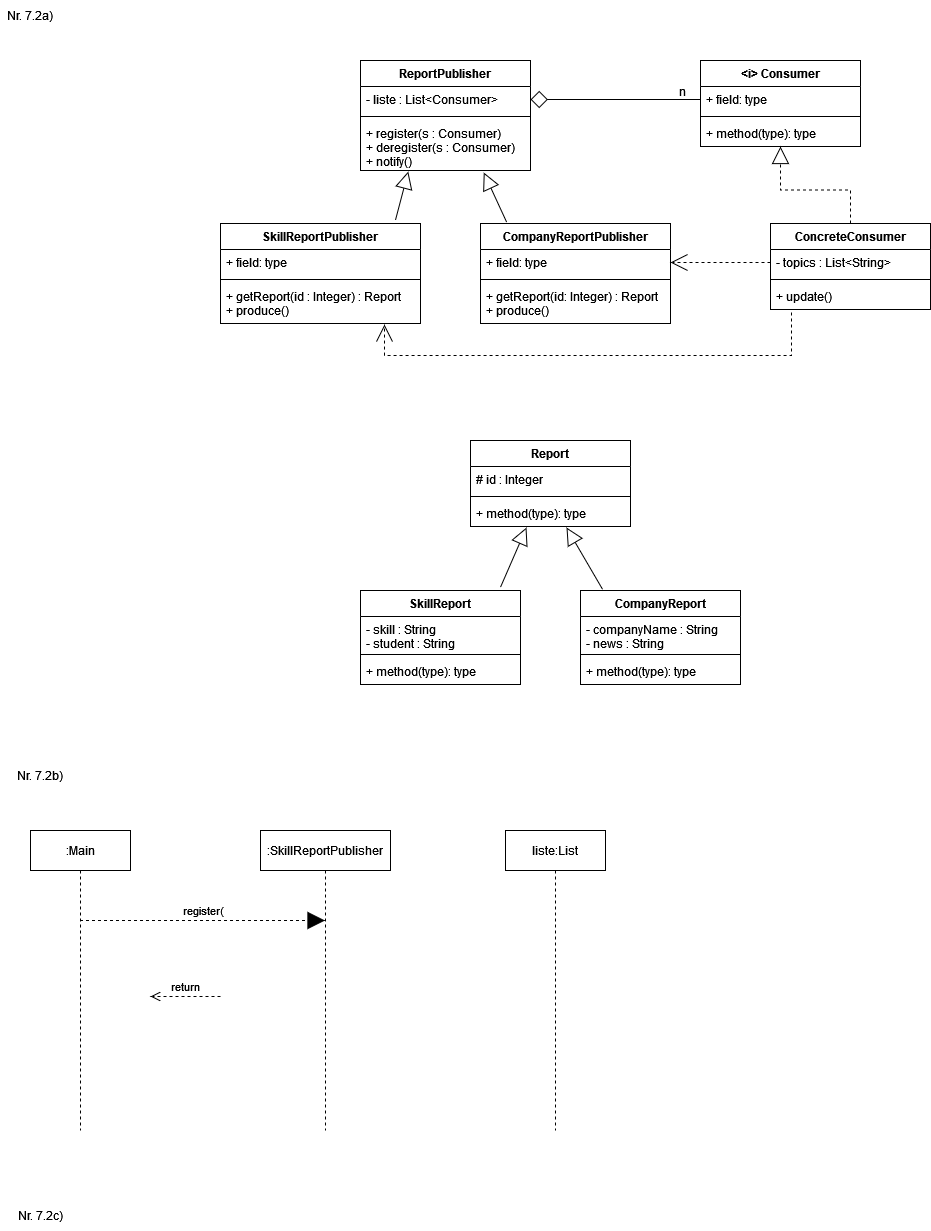 Nr. 7.2a)
ReportPublisher
- liste : List<Consumer>
+ register(s : Consumer)
+ deregister(s : Consumer)
+ notify()
n
<i> Consumer
+ field: type
+ method(type): type
SkillReportPublisher
+ field: type
+ getReport(id : Integer) : Report
+ produce()
CompanyReportPublisher
+ field: type
+ getReport(id: Integer) : Report
+ produce()
ConcreteConsumer
- topics : List<String>
+ update()
Report
# id : Integer
+ method(type): type
SkillReport
- skill : String
- student : String
+ method(type): type
CompanyReport
- companyName : String
- news : String
+ method(type): type
Nr. 7.2b)
:Main
:SkillReportPublisher
liste:List
register(
return
Nr. 7.2c)